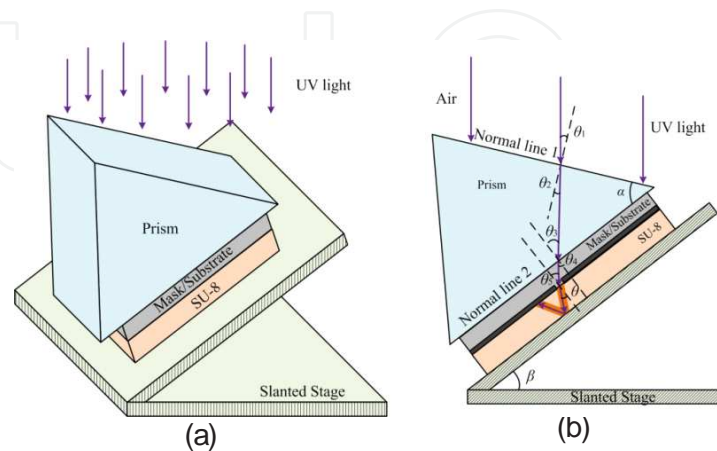 UV light
Prism
Mask/Substrate
SU-8
Slanted Stage
(a)
Air
UV light
Normal line 1
θ1
Prism
θ2
α
θ3
Mask/Substrate
θ4
SU-8
θ5
Normal line 2
θ
β
Slanted Stage
(b)